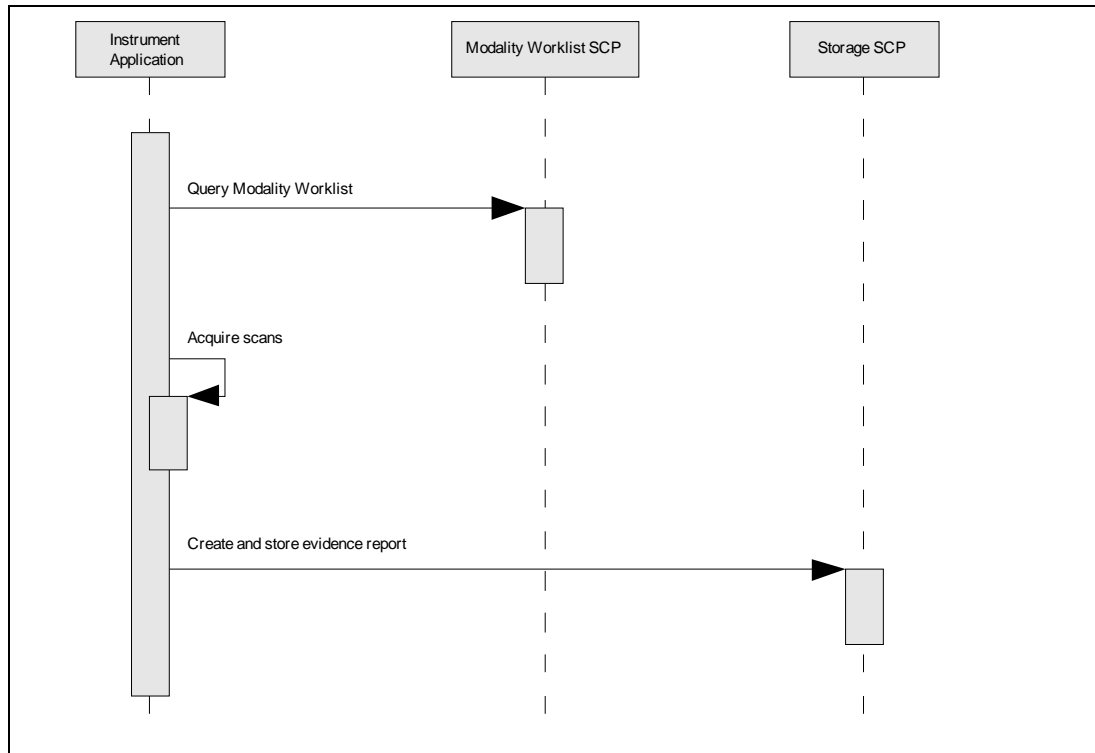 Instrument
Application
Modality Worklist SCP
Storage SCP
Query Modality Worklist
Acquire scans
Create and store evidence report